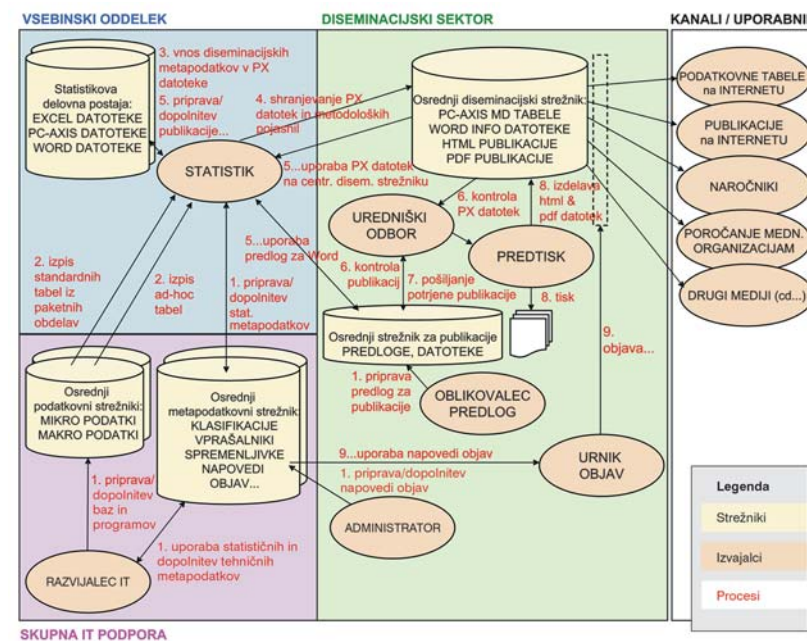 VSEBINSKI ODDELEK
DISEMINACIJSKI SEKTOR
KANALI / UPORABNI
Statistikova
delovna postaja:
EXCEL DATOTEKE
PC-AXIS DATOTEKE
WORD DATOTEKE
3. vnos diseminacijskih
metapodatkov v PX
datoteke
5. priprava/
dopolnitev
publikacije...
4. shranjevanje PX
datotek in metodoloških
pojasnil
STATISTIK
5...uporaba PX datotek
na centr. disem. strežniku
Osrednji diseminacijski strežnik:
PC-AXIS MD TABELE
WORD INFO DATOTEKE
HTML PUBLIKACIJE
PDF PUBLIKACIJE
PODATKOVNE TABELE
na INTERNETU
PUBLIKACIJE
na INTERNETU
NAROČNIKI
POROČANJE MEDN.
ORGANIZACIJAM
DRUGI MEDIJI (cd...)
UREDNIŠKI
ODBOR
6. kontrola
PX datotek
8. izdelava
html &
pdf datotek
PREDTISK
5...uporaba
predlog za Word
6. kontrola
publikacij
7. pošiljanje
potrjene publikacije
8. tisk
2. izpis
standardnih
tabel iz
paketnih
obdelav
2. izpis
ad-hoc
tabel
1. priprava/
dopolnitev
stat.
metapodatkov
Osrednji strežnik za publikacije
PREDLOGE, DATOTEKE
9.
objava...
1. priprava
predlog za
publikacije
OBLIKOVALEC
PREDLOG
Osrednji
podatkovni strežniki:
MIKRO PODATKI
MAKRO PODATKI
Osrednji
metapodatkovni strežnik:
KLASIFIKACIJE
VPRAŠALNIKI
SPREMENLJIVKE
NAPOVEDI
OBJAV...
9...uporaba napovedi objav
URNIK
OBJAV
1. priprava/dopolnitev
napovedi objav
ADMINISTRATOR
1. priprava/
dopolnitev
baz in
programov
1. uporaba statističnih in
dopolnitev tehničnih
metapodatkov
RAZVIJALEC IT
Legenda
Strežniki
Izvajalci
Procesi
SKUPNA IT PODPORA